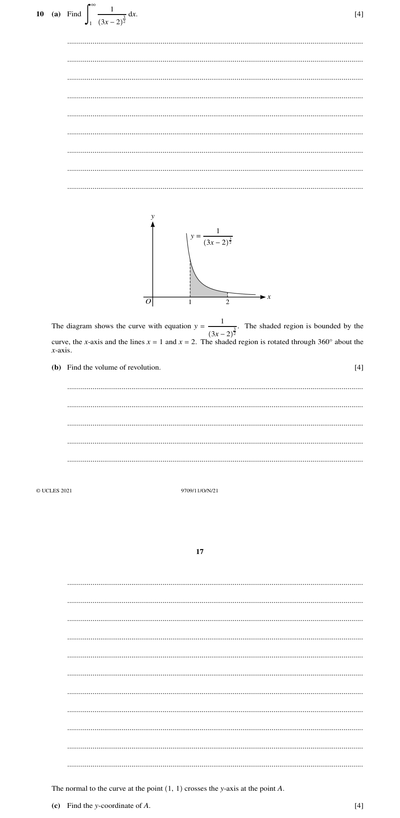 10 (a) Find ∫₁^∞ 1/(3x − 2)^(3/2) dx. [4]
y
y = 1/(3x − 2)^(3/2)
O 1 2 x
The diagram shows the curve with equation y = 1/(3x − 2)^(3/2). The shaded region is bounded by the
curve, the x-axis and the lines x = 1 and x = 2. The shaded region is rotated through 360° about the
x-axis.
(b) Find the volume of revolution. [4]
© UCLES 2021 9709/11/O/N/21
17
The normal to the curve at the point (1, 1) crosses the y-axis at the point A.
(c) Find the y-coordinate of A. [4]